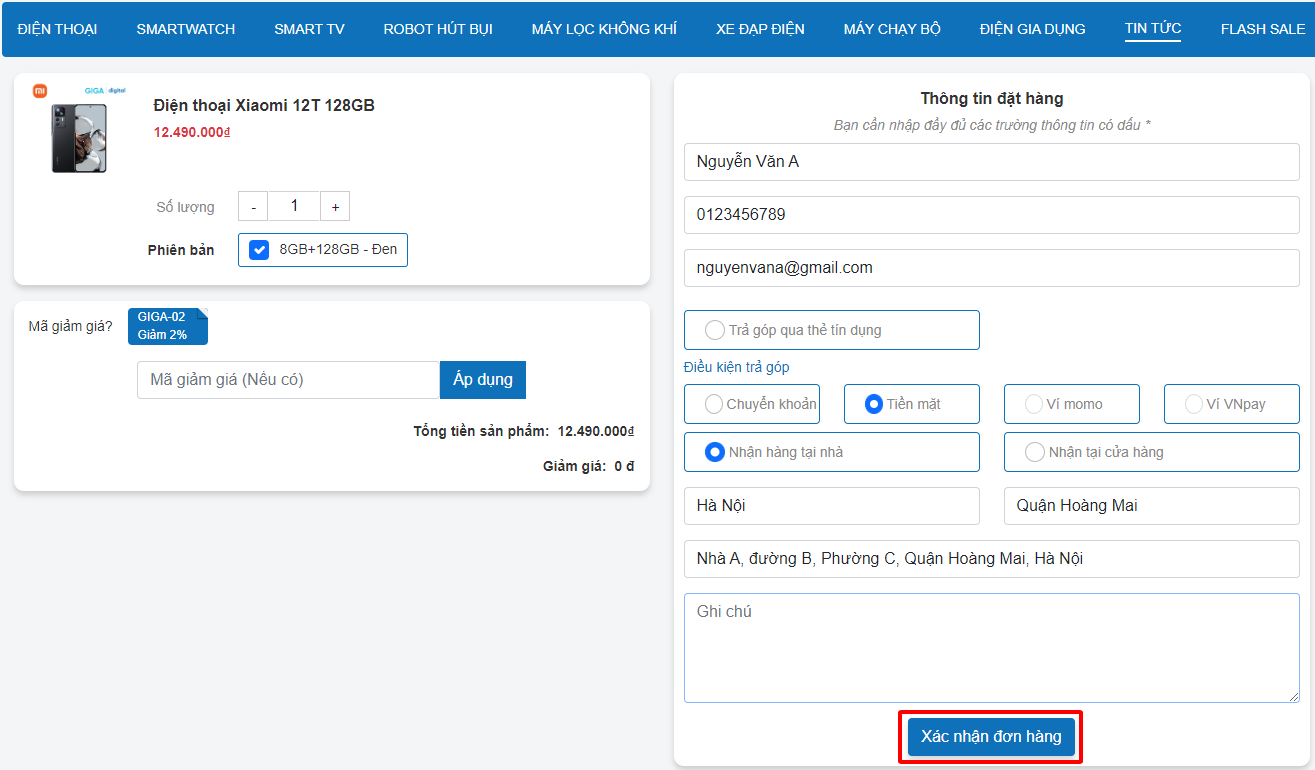 ĐIỆN THOẠI SMARTWATCH SMART TV ROBOT HÚT BỤI MÁY LỌC KHÔNG KHÍ XE ĐẠP ĐIỆN MÁY CHẠY BỘ ĐIỆN GIA DỤNG TIN TỨC FLASH SALE
mi GIGA digital
Điện thoại Xiaomi 12T 128GB
12.490.000₫
Số lượng - 1 +
Phiên bản 8GB+128GB - Đen
Mã giảm giá? GIGA-02
Giảm 2%
Mã giảm giá (Nếu có) Áp dụng
Tổng tiền sản phẩm: 12.490.000₫
Giảm giá: 0 đ
Thông tin đặt hàng
Bạn cần nhập đầy đủ các trường thông tin có dấu *
Nguyễn Văn A
0123456789
nguyenvana@gmail.com
Trả góp qua thẻ tín dụng
Điều kiện trả góp
Chuyển khoản Tiền mặt Ví momo Ví VNpay
Nhận hàng tại nhà Nhận tại cửa hàng
Hà Nội Quận Hoàng Mai
Nhà A, đường B, Phường C, Quận Hoàng Mai, Hà Nội
Ghi chú
Xác nhận đơn hàng